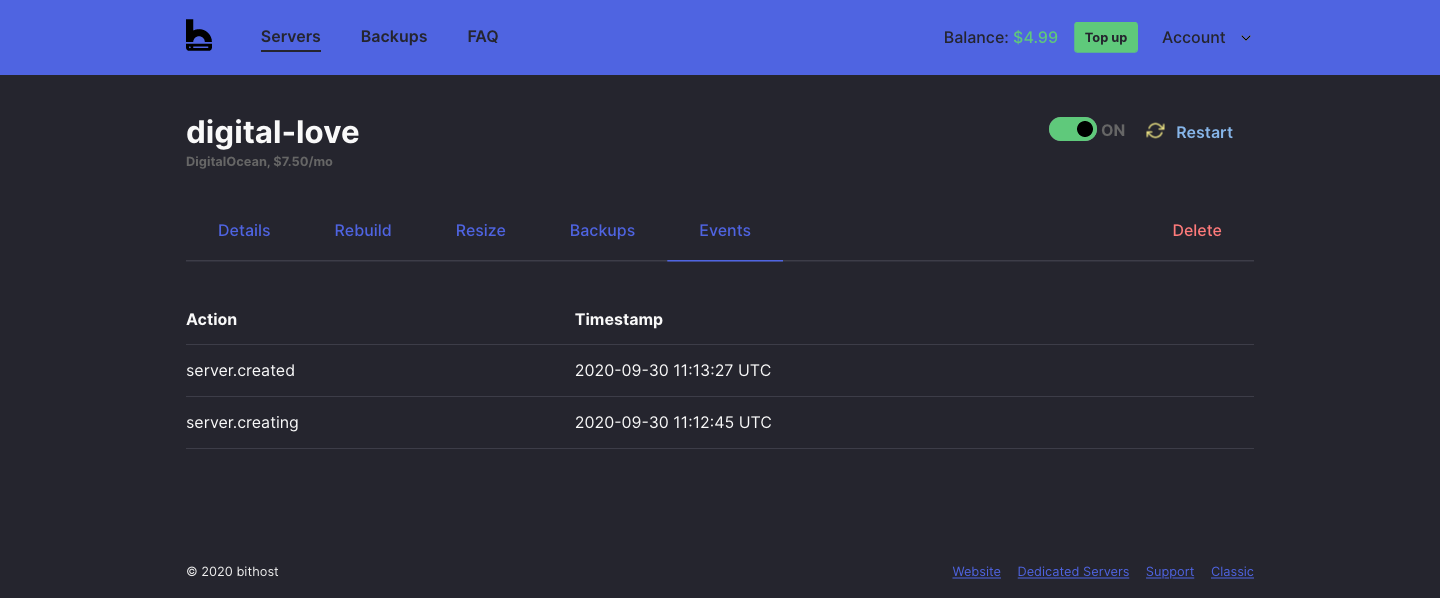 Servers Backups FAQ Balance: $4.99 Top up Account
digital-love ON Restart
DigitalOcean, $7.50/mo
Details Rebuild Resize Backups Events Delete
Action Timestamp
server.created 2020-09-30 11:13:27 UTC
server.creating 2020-09-30 11:12:45 UTC
© 2020 bithost Website Dedicated Servers Support Classic